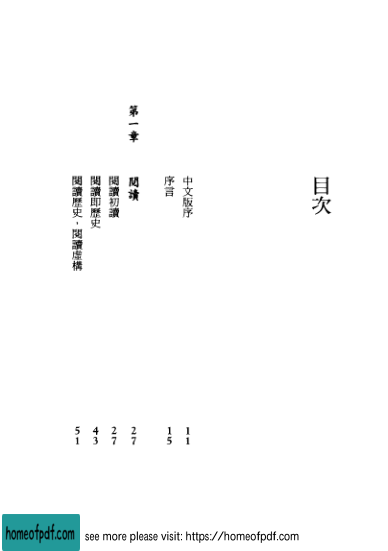 目次
中文版序 11
序言 15
第一章 閱讀 27
閱讀初讀 27
閱讀即歷史 43
閱讀歷史，閱讀虛構 51
homeofpdf.com
see more please visit: https://homeofpdf.com